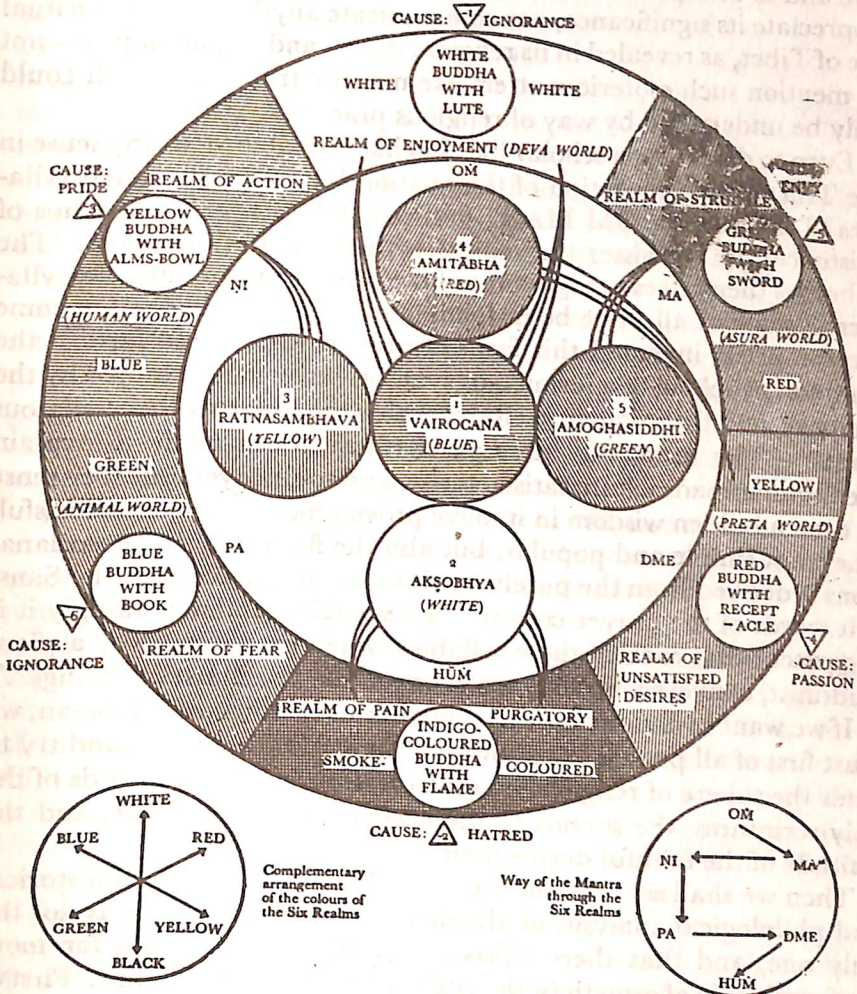 CAUSE: -1 IGNORANCE
WHITE
BUDDHA
WITH
LUTE
WHITE
WHITE
REALM OF ENJOYMENT (DEVA WORLD)
OṀ
CAUSE:
PRIDE
-3
REALM OF ACTION
YELLOW
BUDDHA
WITH
ALMS-BOWL
(HUMAN WORLD)
BLUE
NI
REALM OF STRUGGLE
ENVY
-5
GREEN
BUDDHA
WITH
SWORD
(ASURA WORLD)
RED
MA
4
AMITĀBHA
(RED)
3
RATNASAMBHAVA
(YELLOW)
1
VAIROCANA
(BLUE)
5
AMOGHASIDDHI
(GREEN)
2
AKṢOBHYA
(WHITE)
GREEN
(ANIMAL WORLD)
BLUE
BUDDHA
WITH
BOOK
-6
CAUSE:
IGNORANCE
REALM OF FEAR
PA
YELLOW
(PRETA WORLD)
RED
BUDDHA
WITH
RECEPT
-ACLE
-4
CAUSE:
PASSION
REALM OF
UNSATISFIED
DESIRES
DME
HŪṀ
REALM OF PAIN
PURGATORY
INDIGO-
COLOURED
BUDDHA
WITH
FLAME
SMOKE-
COLOURED
CAUSE: -2 HATRED
WHITE
BLUE
RED
GREEN
YELLOW
BLACK
Complementary
arrangement
of the colours of
the Six Realms
Way of the Mantra
through the
Six Realms
OṀ
NI
MA
PA
DME
HŪṀ